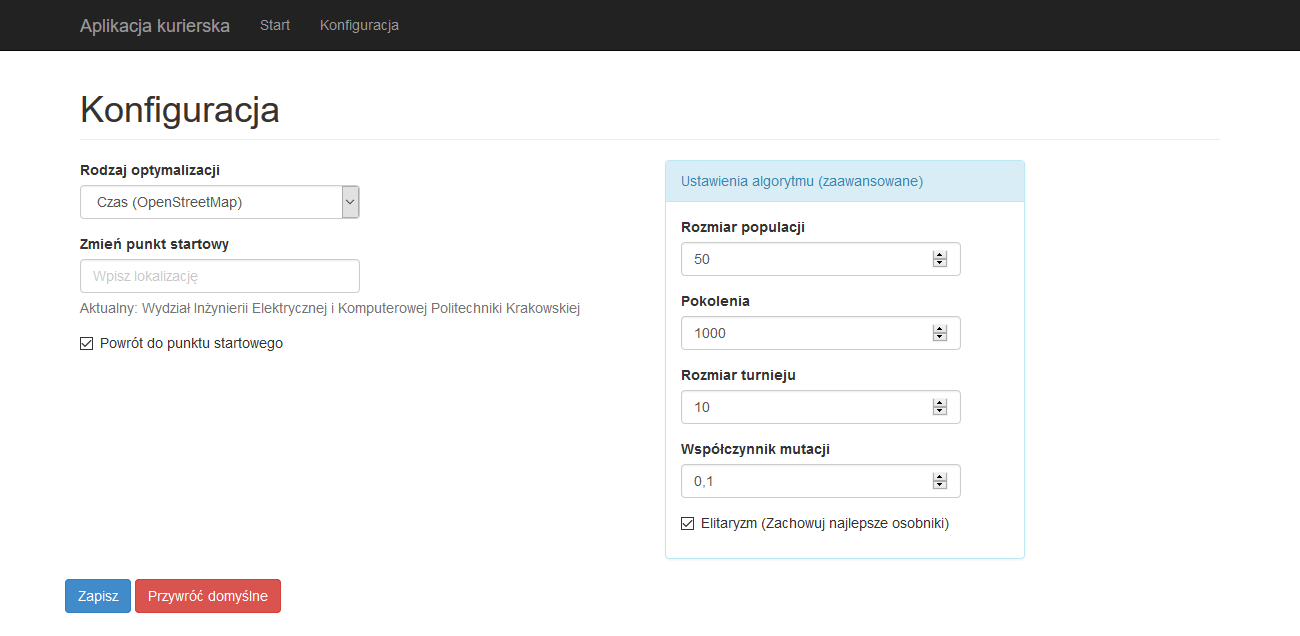 Aplikacja kurierska Start Konfiguracja
Konfiguracja
Rodzaj optymalizacji
Czas (OpenStreetMap)
Zmień punkt startowy
Wpisz lokalizację
Aktualny: Wydział Inżynierii Elektrycznej i Komputerowej Politechniki Krakowskiej
Powrót do punktu startowego
Ustawienia algorytmu (zaawansowane)
Rozmiar populacji
50
Pokolenia
1000
Rozmiar turnieju
10
Współczynnik mutacji
0,1
Elitaryzm (Zachowuj najlepsze osobniki)
Zapisz Przywróć domyślne